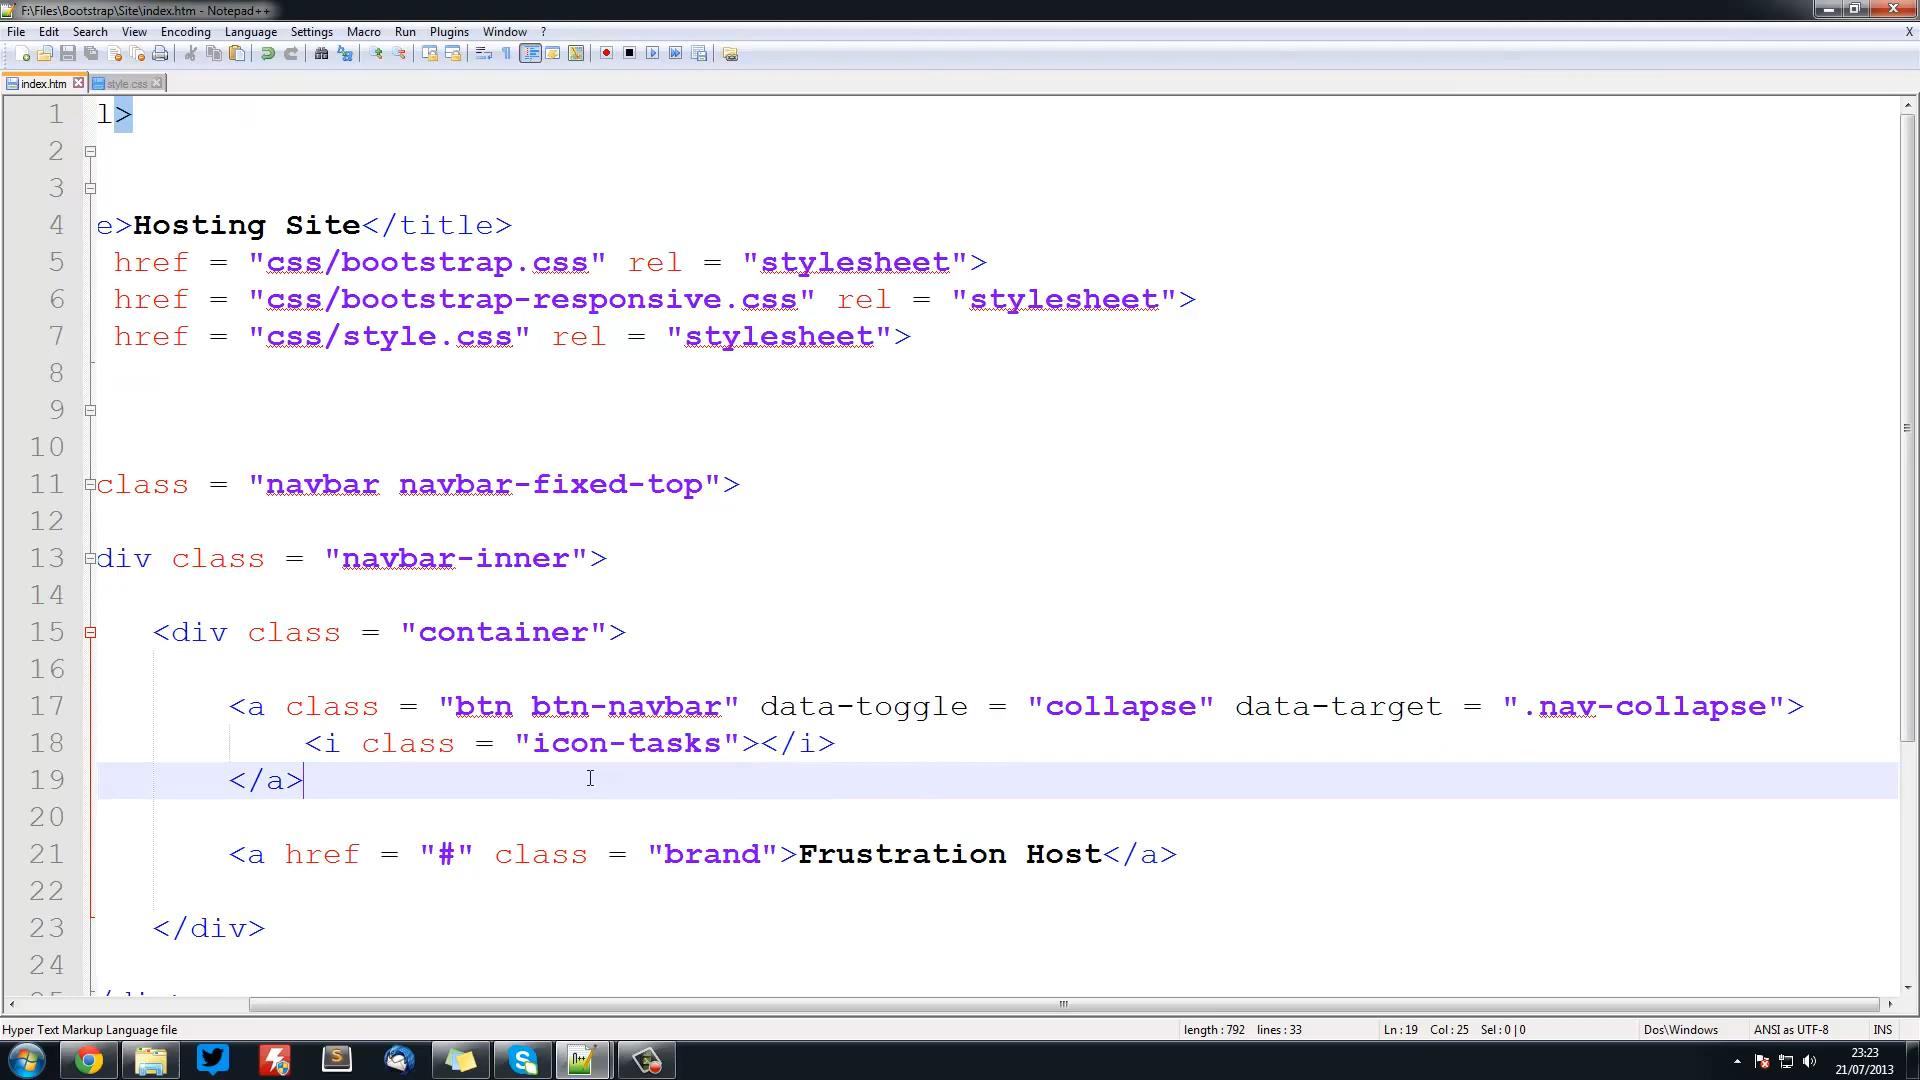 F:\Files\Bootstrap\Site\index.htm - Notepad++
File Edit Search View Encoding Language Settings Macro Run Plugins Window ? X
index.htm style.css
1 l>
2
3
4 e>Hosting Site</title>
5 href = "css/bootstrap.css" rel = "stylesheet">
6 href = "css/bootstrap-responsive.css" rel = "stylesheet">
7 href = "css/style.css" rel = "stylesheet">
8
9
10
11 class = "navbar navbar-fixed-top">
12
13 div class = "navbar-inner">
14
15 <div class = "container">
16
17 <a class = "btn btn-navbar" data-toggle = "collapse" data-target = ".nav-collapse">
18 <i class = "icon-tasks"></i>
19 </a>
20
21 <a href = "#" class = "brand">Frustration Host</a>
22
23 </div>
24
Hyper Text Markup Language file length : 792 lines : 33 Ln : 19 Col : 25 Sel : 0 | 0 Dos\Windows ANSI as UTF-8 INS
23:23
21/07/2013